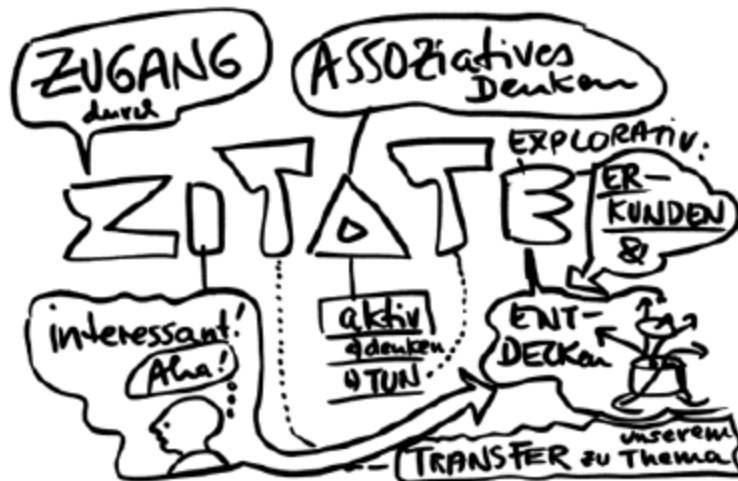 ZUGANG
durch
ASSOZiatives
Denken
ZITATE
EXPLORATIV:
ER-
KUNDEN
&
interessant!
Aha!
aktiv
denken
TUN
ENT-
DECKEN
TRANSFER zu unserem
Thema